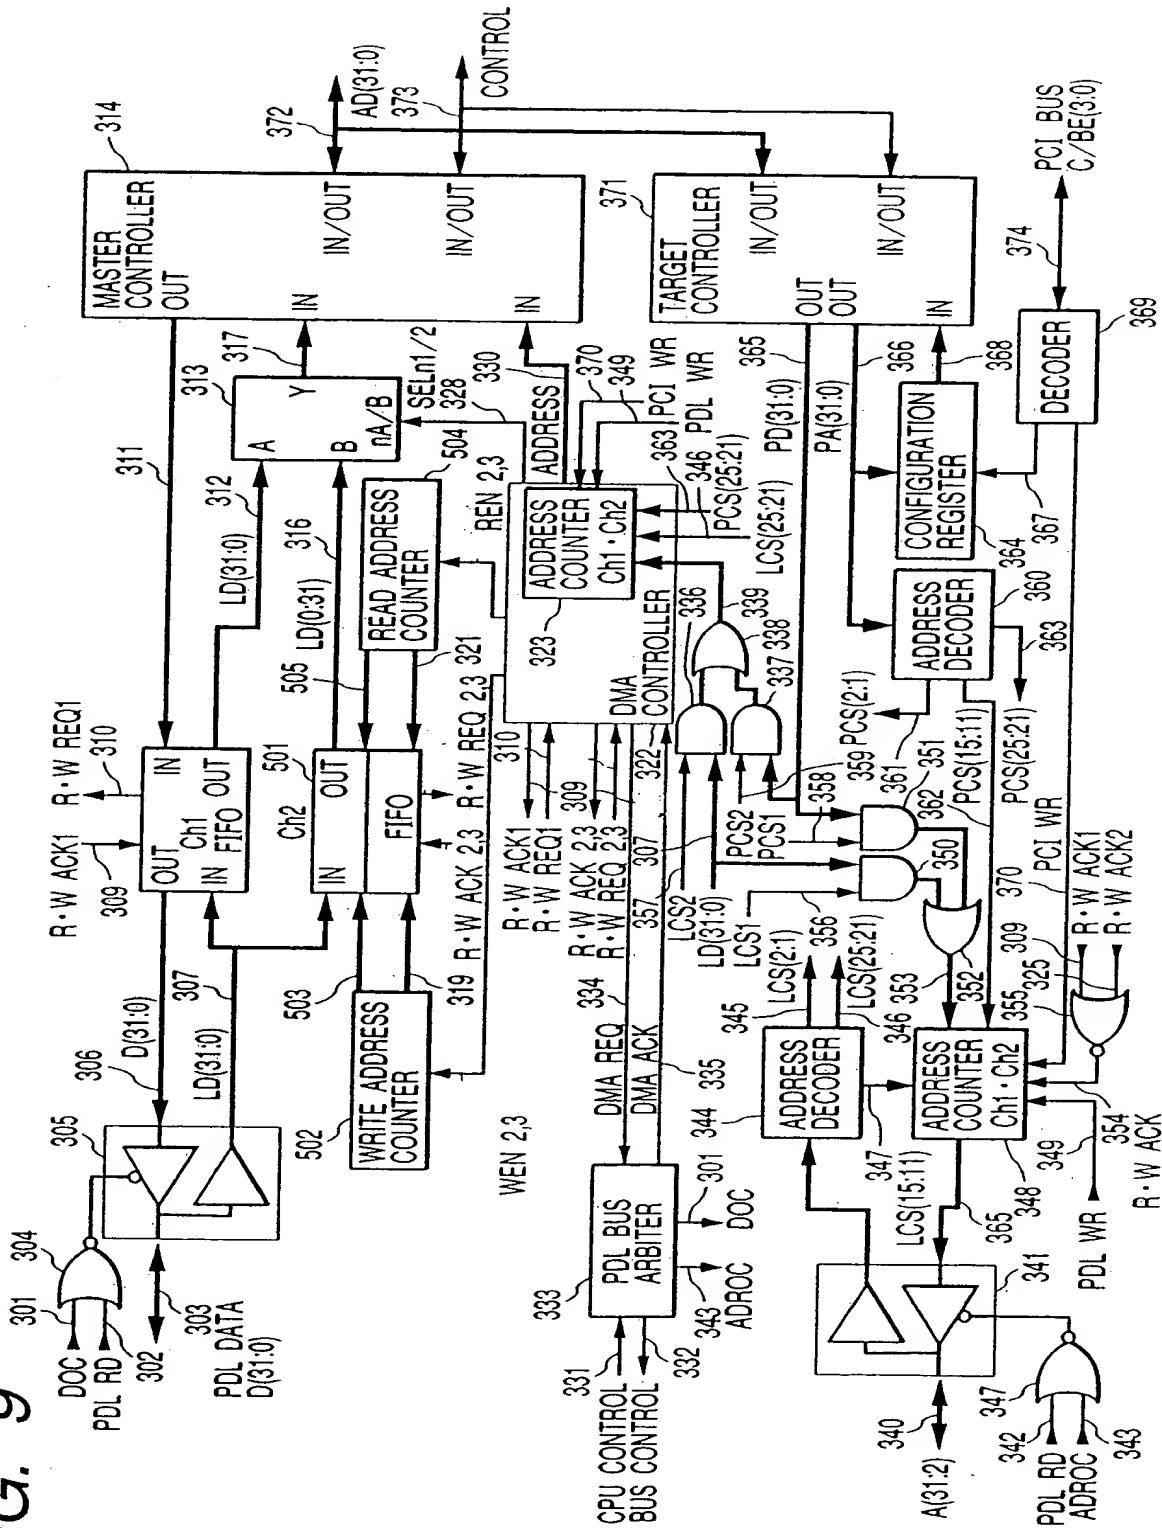 G. 9
DOC
301
304
PDL RD
302
303
PDL DATA
D(31:0)
305
306
D(31:0)
307
LD(31:0)
R·W ACK1
309
R·W REQ1
310
OUT
IN
Ch1
FIFO
IN
OUT
311
LD(31:0)
312
313
A
B
Y
nA/B
317
MASTER
CONTROLLER
OUT
IN
IN/OUT
IN/OUT
IN
314
372
AD(31:0)
373
CONTROL
502
WRITE ADDRESS
COUNTER
503
319
IN
OUT
Ch2
501
FIFO
R·W ACK 2,3
R·W REQ 2,3
316
LD(0:31)
505
321
READ ADDRESS
COUNTER
504
SELn1/2
328
REN 2,3
ADDRESS
330
WEN 2,3
R·W ACK1
R·W REQ1
310
309
R·W ACK 2,3
R·W REQ 2,3
ADDRESS
COUNTER
Ch1·Ch2
323
DMA
CONTROLLER
322
370
349
PCI WR
PDL WR
363
346
PCS(25:21)
LCS(25:21)
CPU CONTROL
331
BUS CONTROL
332
333
PDL BUS
ARBITER
301
DOC
343
ADROC
DMA REQ
334
DMA ACK
335
307
357
LCS2
LD(31:0)
LCS1
PCS2
PCS1
336
339
338
337
359
358
356
TARGET
CONTROLLER
OUT
OUT
IN
IN/OUT
IN/OUT
371
365
PD(31:0)
366
PA(31:0)
368
CONFIGURATION
REGISTER
364
367
DECODER
369
374
PCI BUS
C/BE(3:0)
ADDRESS
DECODER
360
363
PCS(2:1)
361
351
362
PCS(15:11)
PCS(25:21)
PCI WR
370
350
352
353
344
ADDRESS
DECODER
345
LCS(2:1)
346
LCS(25:21)
347
ADDRESS
COUNTER
Ch1·Ch2
348
LCS(15:11)
365
341
340
A(31:2)
347
342
PDL RD
ADROC
343
PDL WR
349
354
R·W ACK
355
309
325
R·W ACK1
R·W ACK2